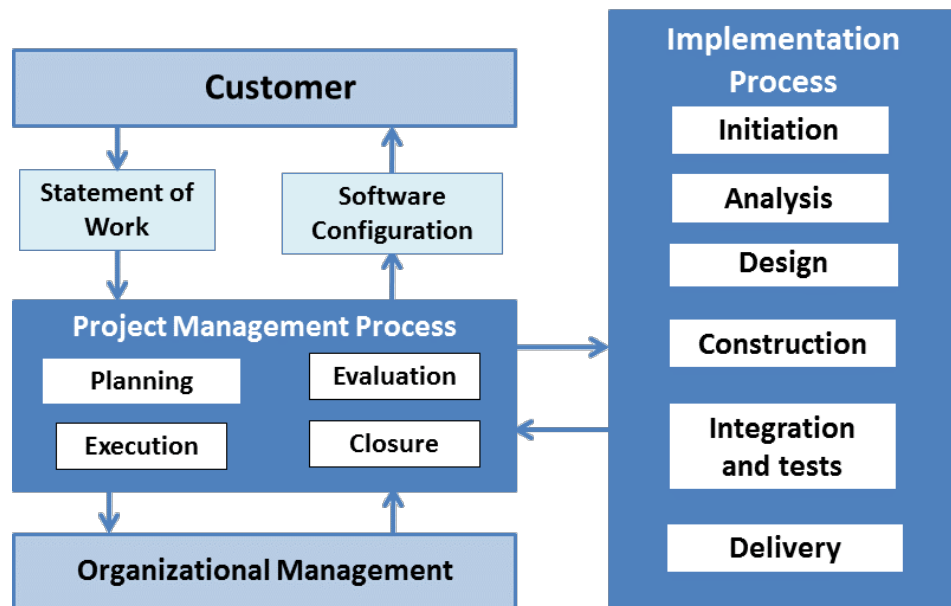 Customer
Statement of
Work
Software
Configuration
Project Management Process
Planning
Evaluation
Execution
Closure
Organizational Management
Implementation
Process
Initiation
Analysis
Design
Construction
Integration
and tests
Delivery